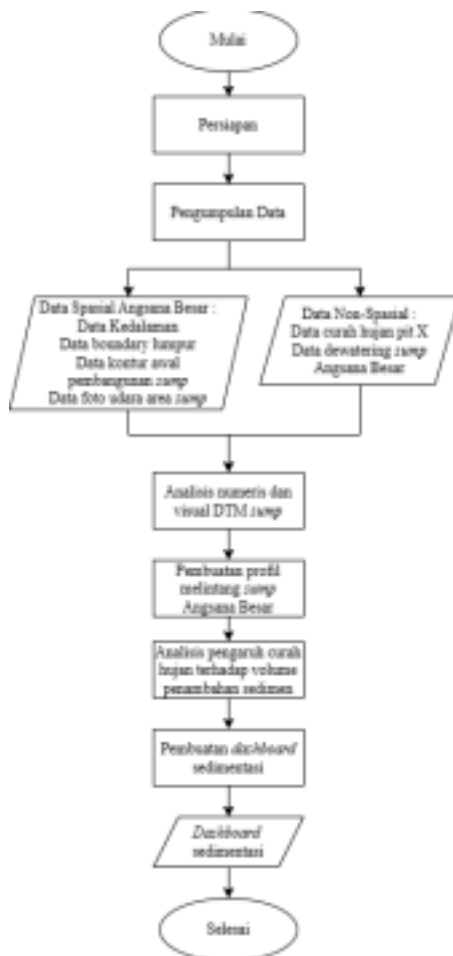 Mulai
Persiapan
Pengumpulan Data
Data Spasial Angsana Besar :
Data Kedalaman
Data boundary lumpur
Data kontur awal
pembangunan sump
Data foto udara area sump
Data Non-Spasial :
Data curah hujan pit X
Data dewatering sump
Angsana Besar
Analisis numeris dan
visual DTM sump
Pembuatan profil
melintang sump
Angsana Besar
Analisis pengaruh curah
hujan terhadap volume
penambahan sedimen
Pembuatan dashboard
sedimentasi
Dashboard
sedimentasi
Selesai